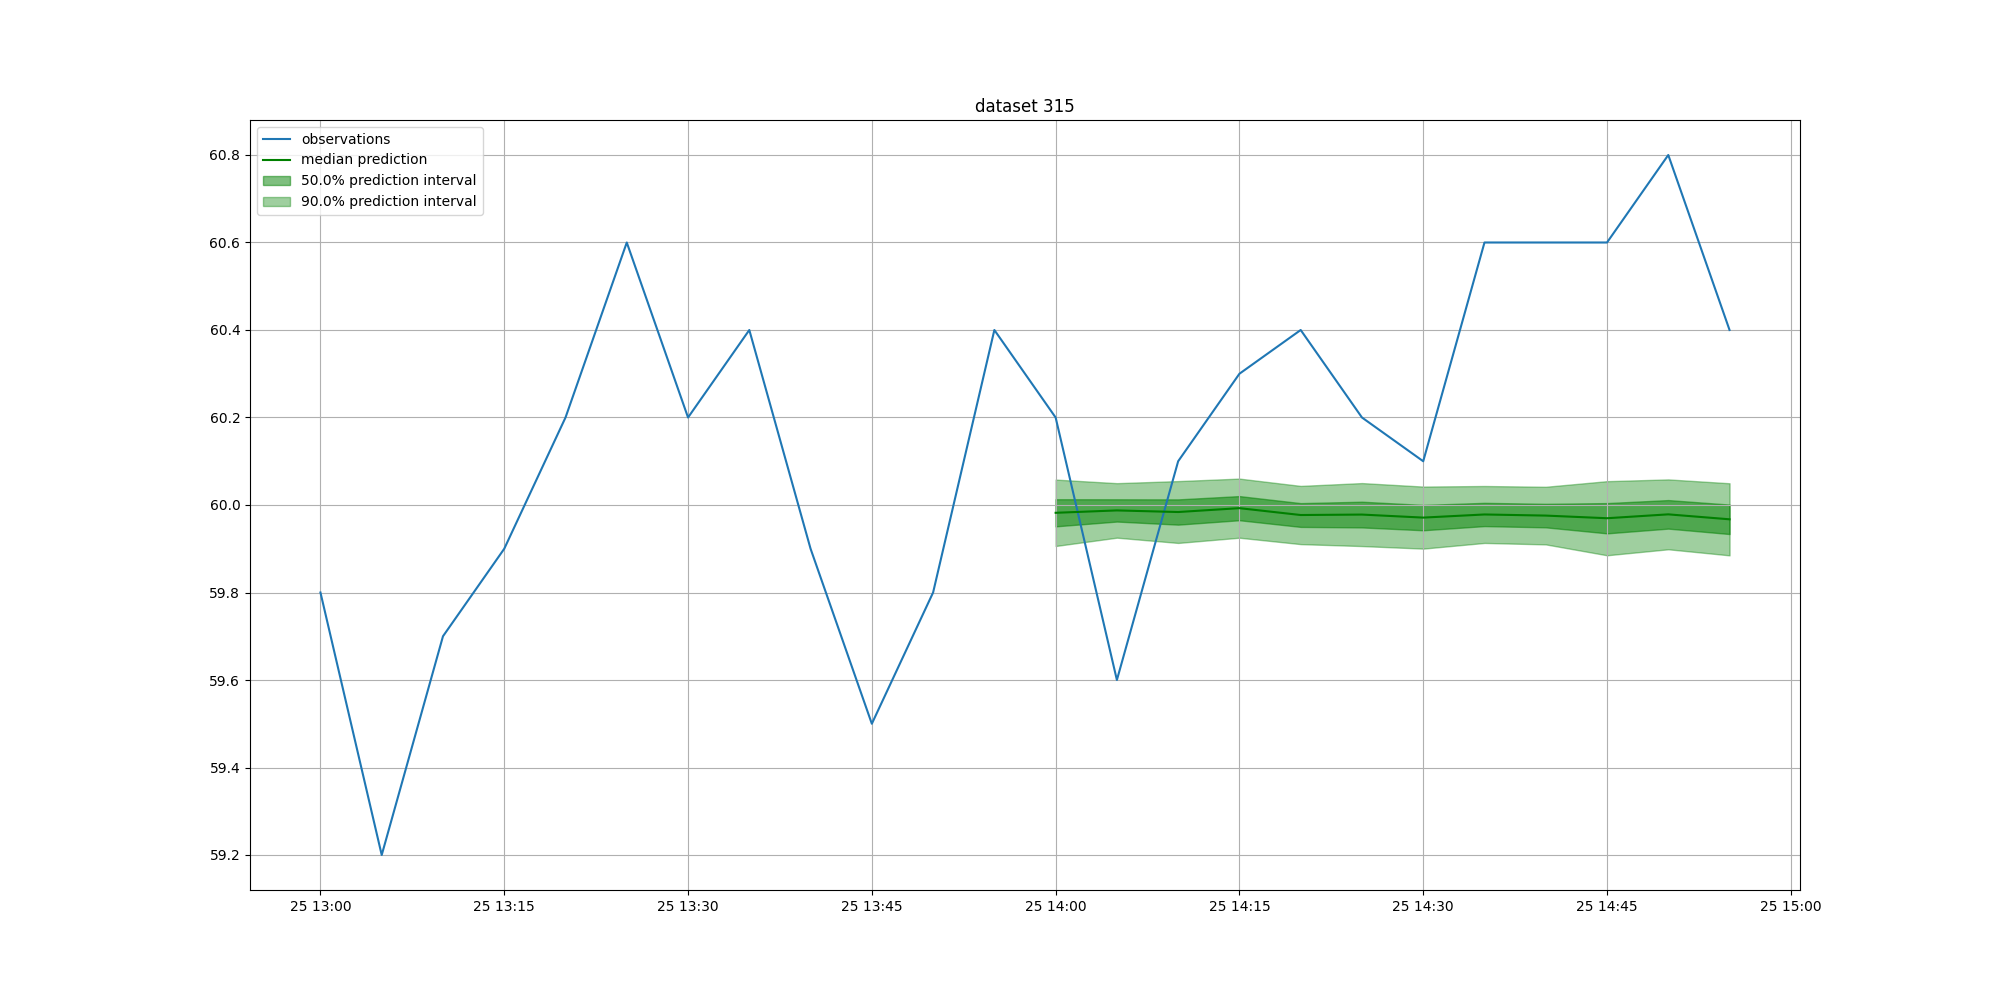 dataset 315
observations
median prediction
50.0% prediction interval
90.0% prediction interval
60.8
60.6
60.4
60.2
60.0
59.8
59.6
59.4
59.2
25 13:00 25 13:15 25 13:30 25 13:45 25 14:00 25 14:15 25 14:30 25 14:45 25 15:00